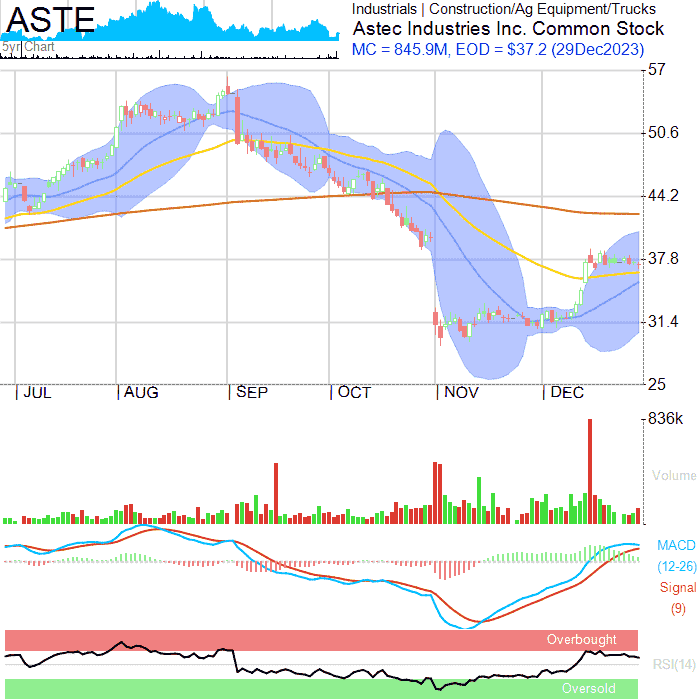 ASTE
5yr Chart
Industrials | Construction/Ag Equipment/Trucks
Astec Industries Inc. Common Stock
MC = 845.9M, EOD = $37.2 (29Dec2023)
57
50.6
44.2
37.8
31.4
25
JUL
AUG
SEP
OCT
NOV
DEC
836k
Volume
MACD
(12-26)
Signal
(9)
Overbought
RSI(14)
Oversold